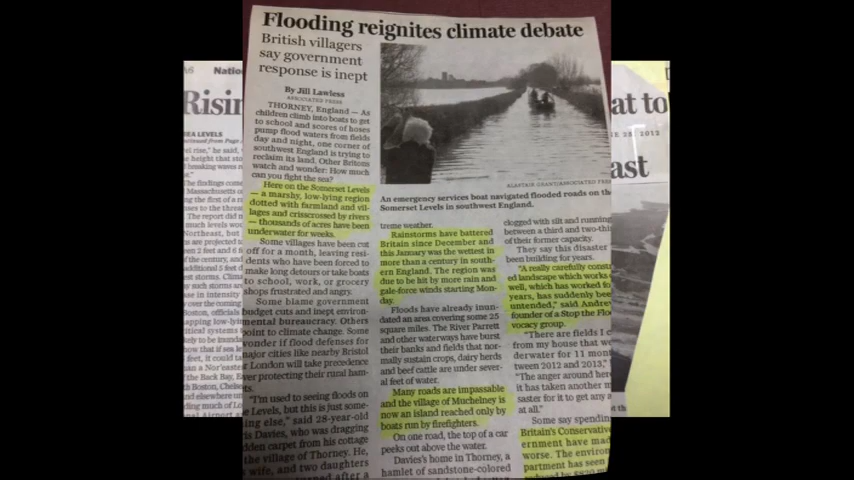 Flooding reignites climate debate
British villagers
say government
response is inept
By Jill Lawless
ASSOCIATED PRESS
THORNEY, England — As
children climb into boats to get
to school and scores of hoses
pump flood waters from fields
day and night, one corner of
southwest England is trying to
reclaim its land. Other Britons
watch and wonder: How much
can you fight the sea?
Here on the Somerset Levels
— a marshy, low-lying region
dotted with farmland and vil-
lages and crisscrossed by rivers
— thousands of acres have been
underwater for weeks.
Some villages have been cut
off for a month, leaving resi-
dents who have been forced to
make long detours or take boats
to school, work, or grocery
shops frustrated and angry.
Some blame government
budget cuts and inept environ-
mental bureaucracy. Others
point to climate change. Some
wonder if flood defenses for
major cities like nearby Bristol
or London will take precedence
over protecting their rural ham-
"I'm used to seeing floods on
Levels, but this is just some-
ing else," said 28-year-old
s Davies, who was dragging
dden carpet from his cottage
the village of Thorney. He,
wife, and two daughters
ALASTAIR GRANT/ASSOCIATED PRES
An emergency services boat navigated flooded roads on the
Somerset Levels in southwest England.
treme weather.
Rainstorms have battered
Britain since December and
this January was the wettest in
more than a century in south-
ern England. The region was
due to be hit by more rain and
gale-force winds starting Mon-
day.
Floods have already inun-
dated an area covering some 25
square miles. The River Parrett
and other waterways have burst
their banks and fields that nor-
mally sustain crops, dairy herds
and beef cattle are under sever-
al feet of water.
Many roads are impassable
and the village of Muchelney is
now an island reached only by
boats run by firefighters.
On one road, the top of a car
peeks out above the water.
Davies's home in Thorney, a
hamlet of sandstone-colored
clogged with silt and running
between a third and two-thi
of their former capacity.
They say this disaster
been building for years.
"A really carefully const
ed landscape which works
well, which has worked fo
years, has suddenly bee
untended," said Andre
founder of a Stop the Flo
vocacy group.
"There are fields I c
from my house that we
derwater for 11 mon
tween 2012 and 2013,"
"The anger around her
it has taken another m
saster for it to get any a
at all."
Some say spendin
Britain's Conservativ
ernment have mad
worse. The environ
partment has seen
A6 Natio
Risin
SEA LEVELS
at to
E 25, 2012
ast